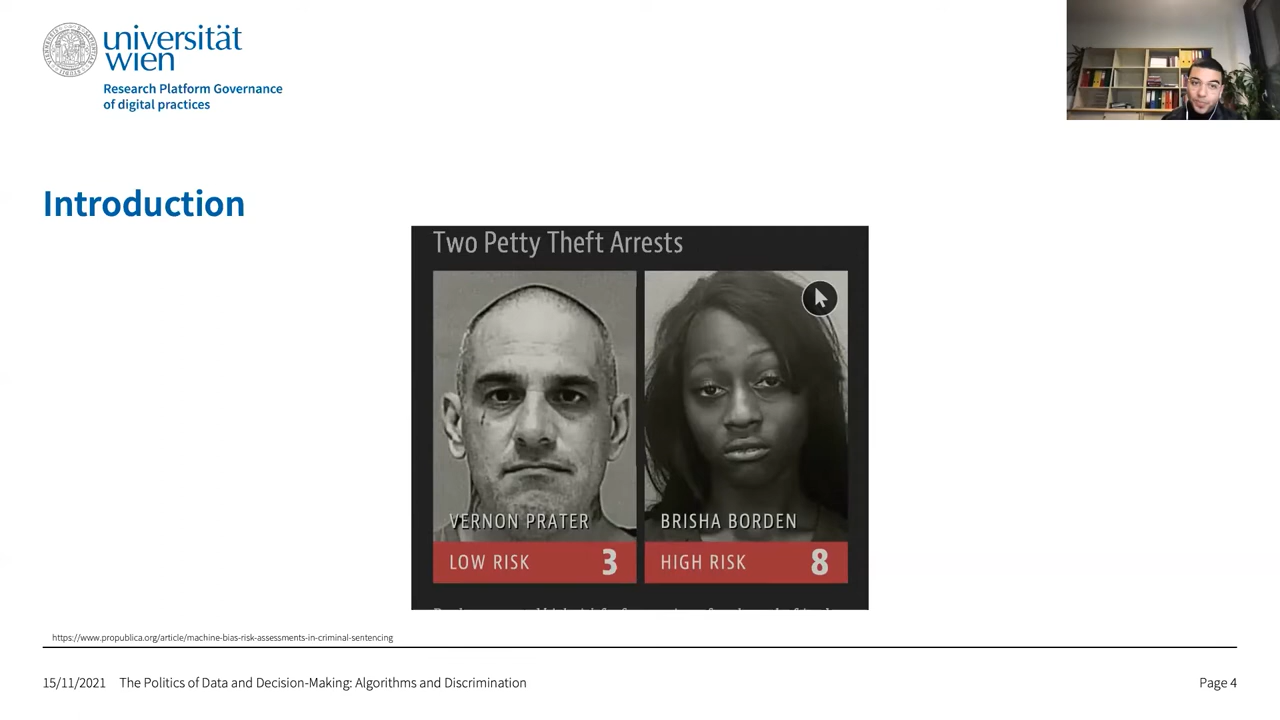 universität
wien
Research Platform Governance
of digital practices
Introduction
Two Petty Theft Arrests
VERNON PRATER
BRISHA BORDEN
LOW RISK 3
HIGH RISK 8
https://www.propublica.org/article/machine-bias-risk-assessments-in-criminal-sentencing
15/11/2021 The Politics of Data and Decision-Making: Algorithms and Discrimination
Page 4